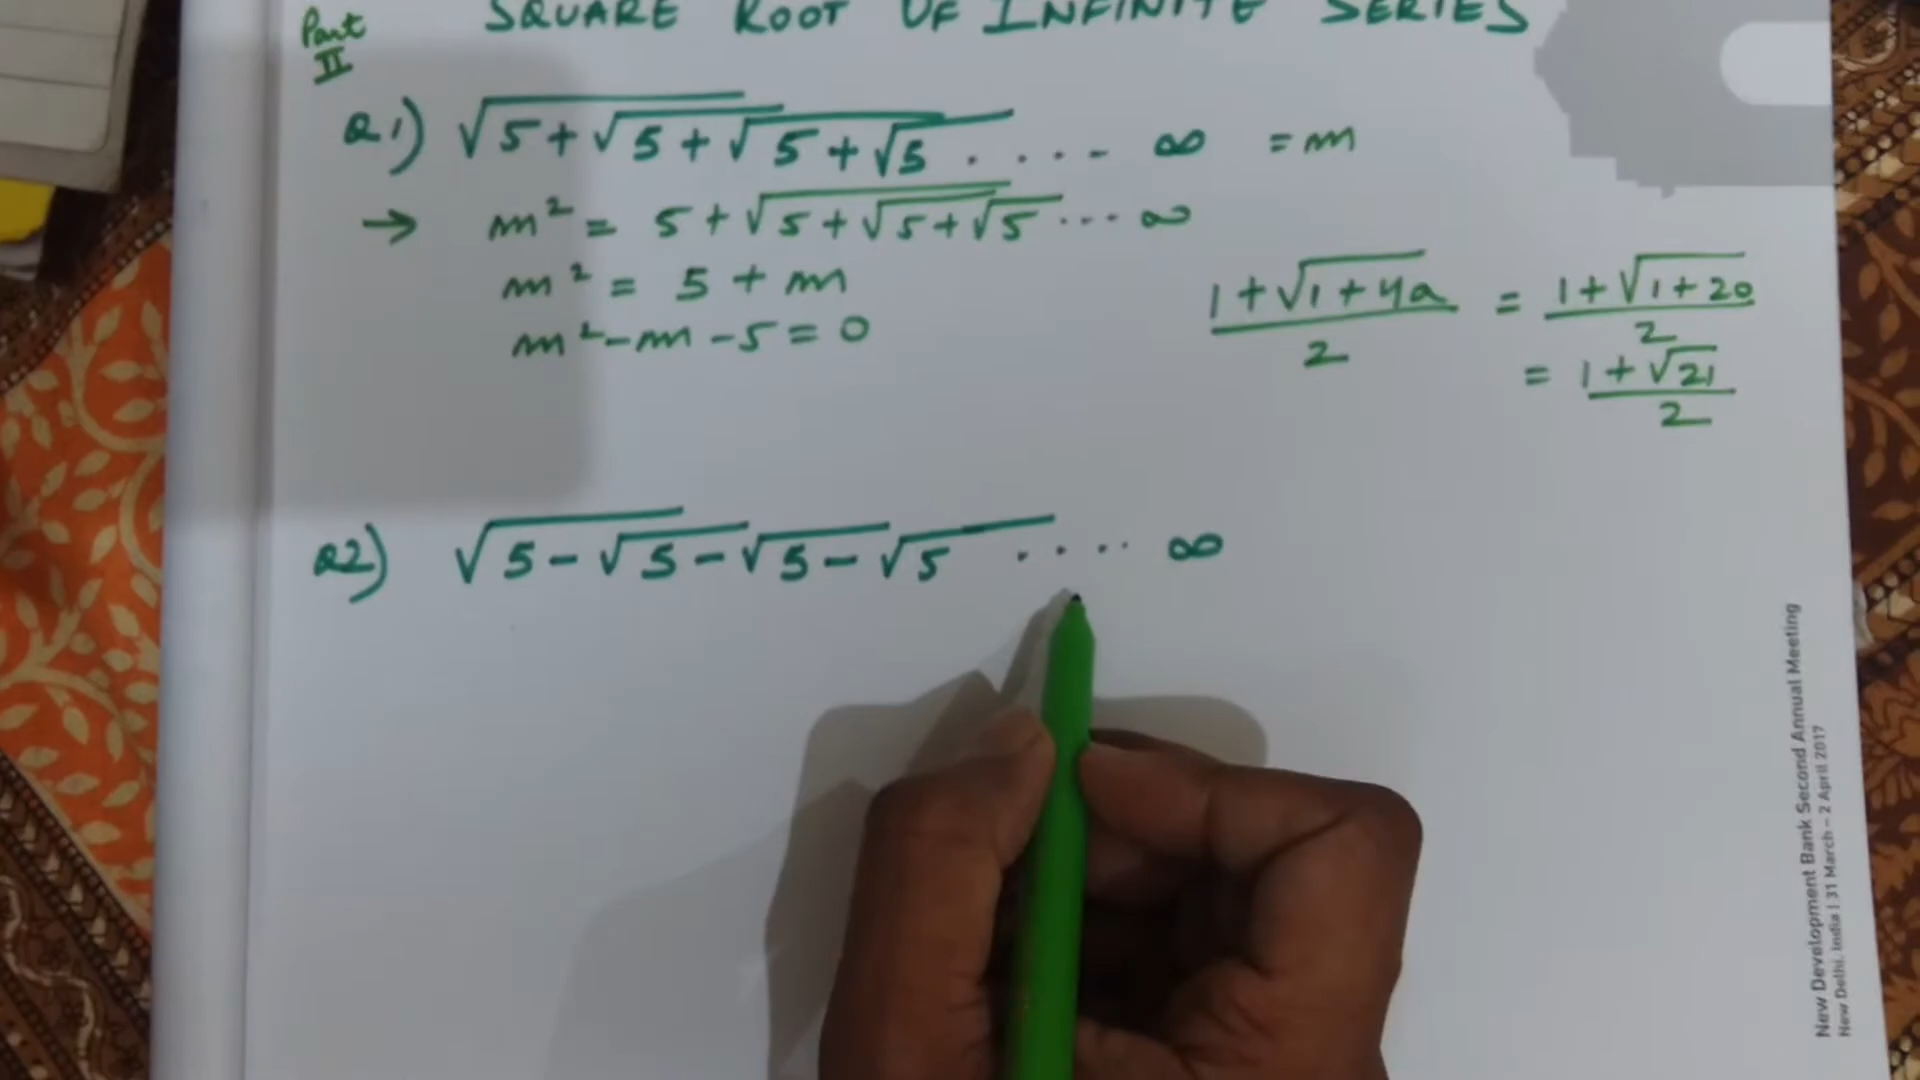 Part II
SQUARE ROOT OF INFINITE SERIES
Q1) √5+√5+√5+√5 . . . . - ∞ = m
→ m² = 5+√5+√5+√5 ... ∞
m² = 5 + m
m²-m-5=0
1+√1+4a / 2 = 1+√1+20 / 2
= 1+√21 / 2
Q2) √5-√5-√5-√5 .... ∞
New Development Bank Second Annual Meeting
New Delhi, India | 31 March - 2 April 2017